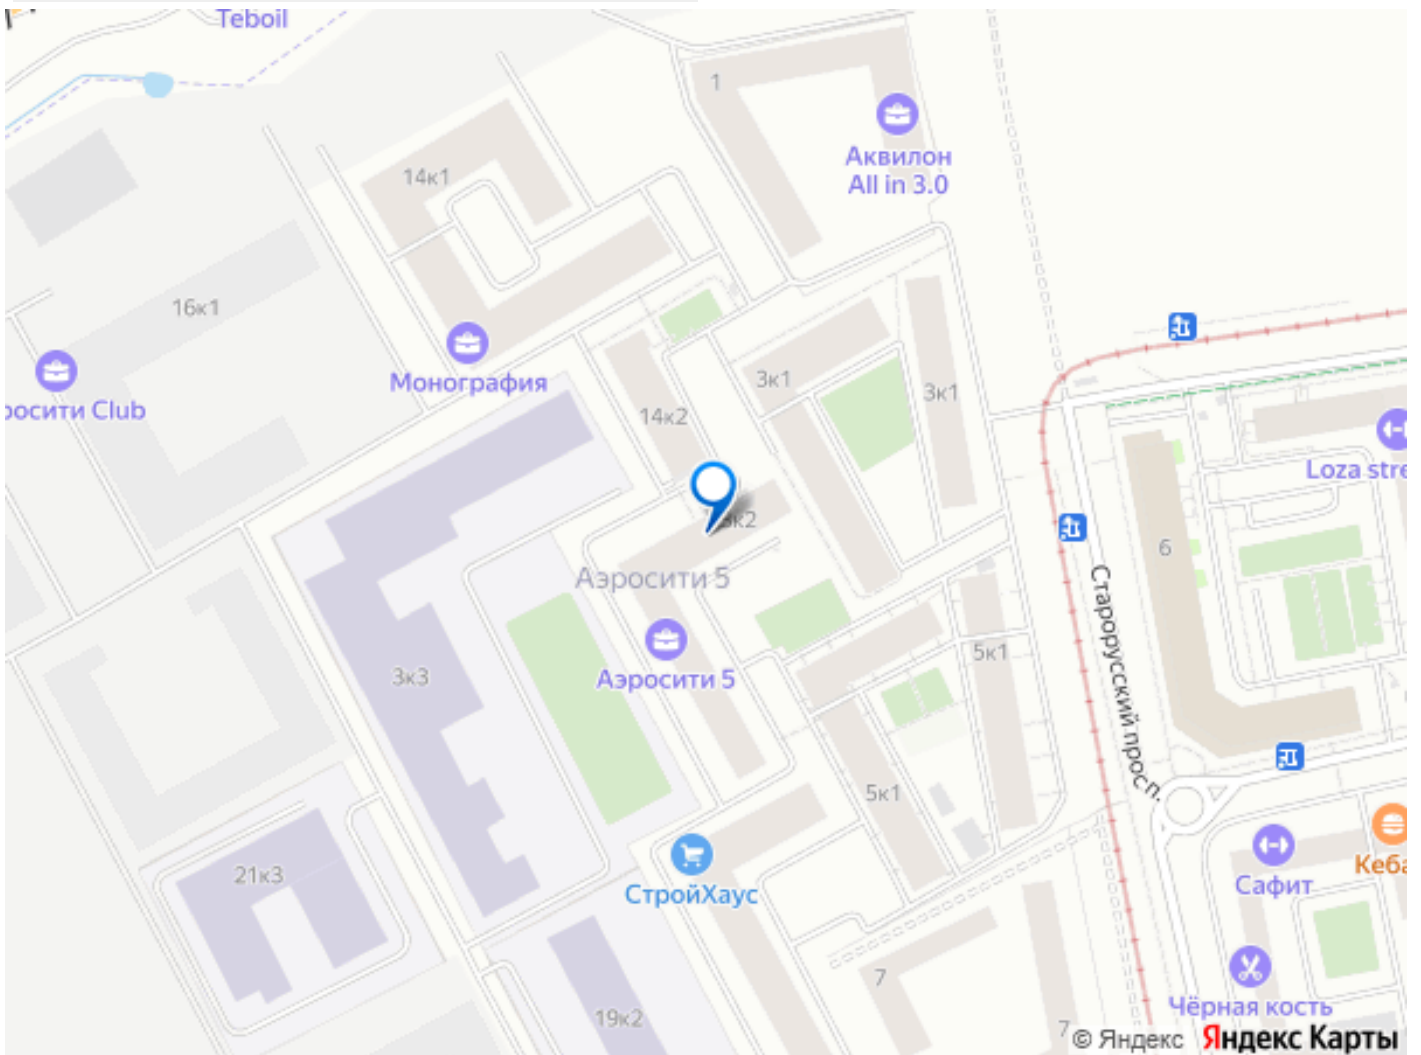 Teboil
1
Аквилон
All in 3.0
14к1
16к1
Монография
росити Club
3к1
3к1
14к2
Loza stre
3к2
6
Аэросити 5
Аэросити 5
Старорусский просп.
5к1
3к3
5к1
21к3
СтройХаус
Сафит
Кеба
7
Чёрная кость
19к2
7
© Яндекс Яндекс Карты